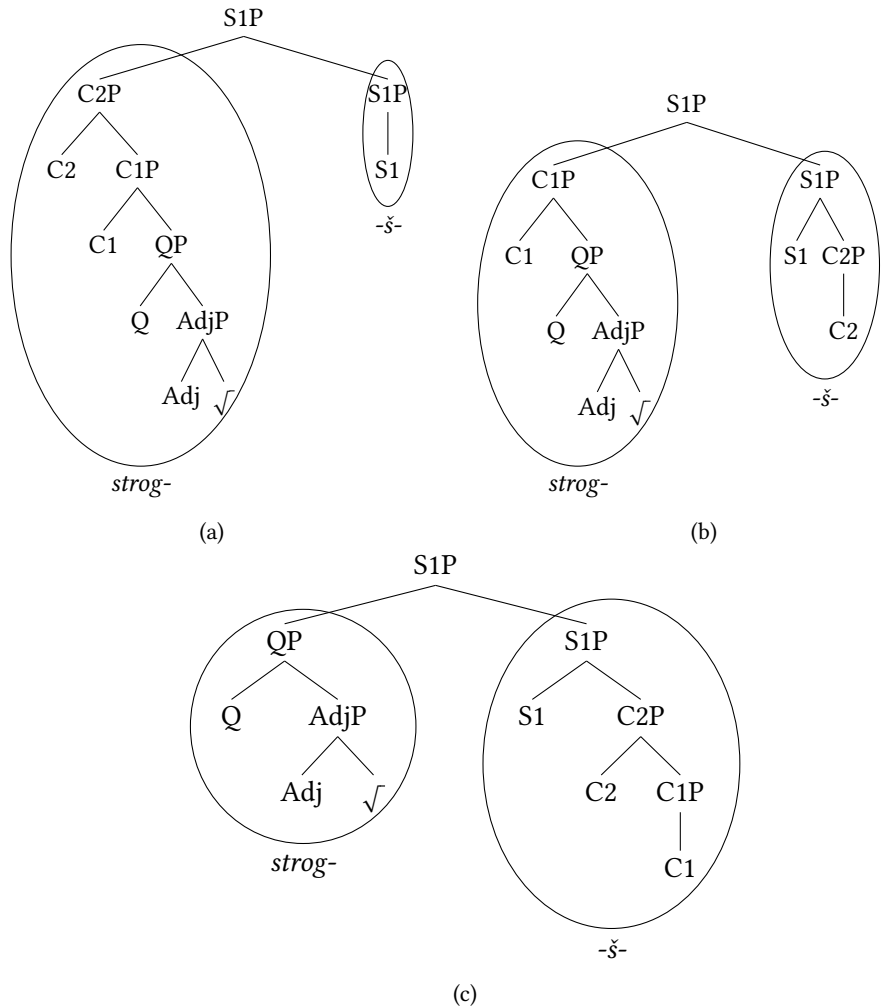 S1P
C2P S1P
C2 C1P S1
C1 QP -š-
Q AdjP
Adj √
strog-
(a)
S1P
C1P S1P
C1 QP S1 C2P
Q AdjP C2
Adj √ -š-
strog-
(b)
S1P
QP S1P
Q AdjP S1 C2P
Adj √ C2 C1P
strog- C1
-š-
(c)